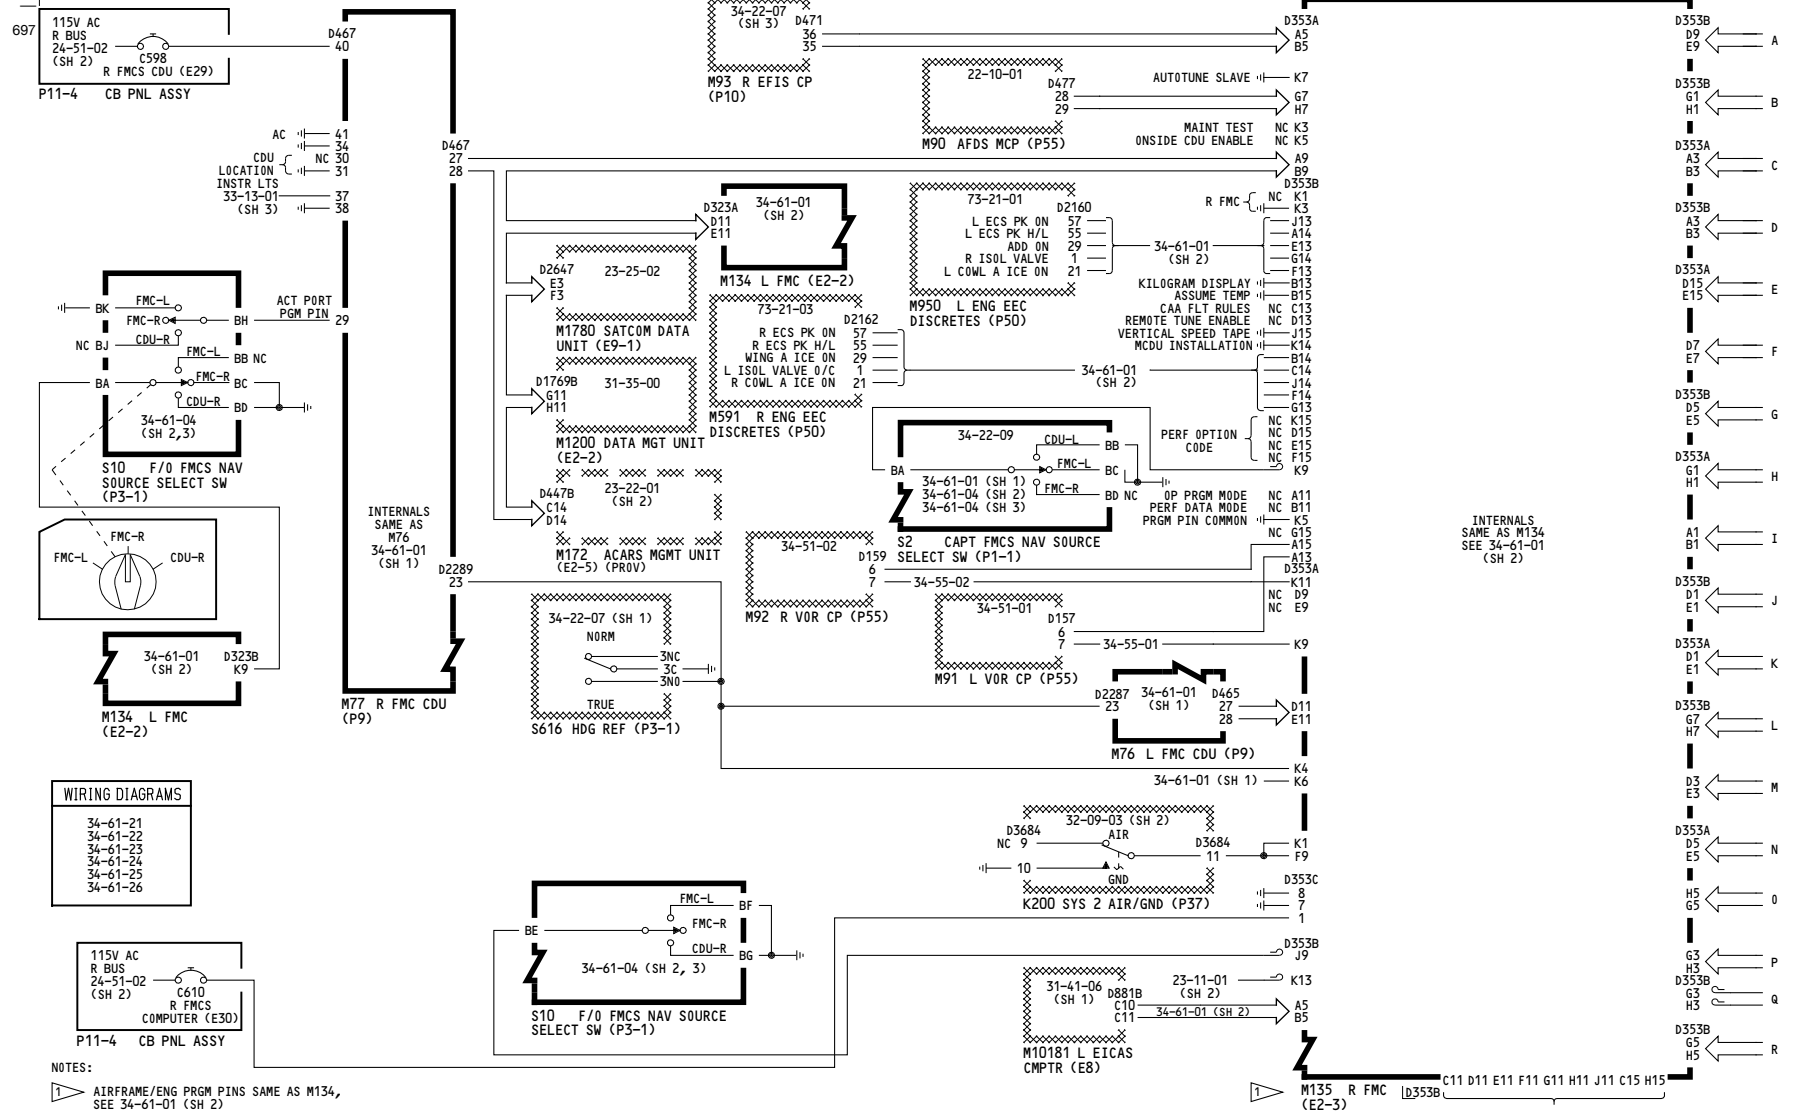 697
115V AC
R BUS
24-51-02
(SH 2)
C598
R FMCS CDU (E29)
P11-4 CB PNL ASSY
D467
40
AC
41
34
CDU
LOCATION
NC 30
31
INSTR LTS
33-13-01
(SH 3)
37
38
D467
27
28
BK
FMC-L
FMC-R
BH
ACT PORT
PGM PIN
29
NC BJ
CDU-R
FMC-L
BB NC
BA
FMC-R
BC
CDU-R
BD
34-61-04
(SH 2,3)
S10 F/O FMCS NAV
SOURCE SELECT SW
(P3-1)
FMC-R
FMC-L
CDU-R
34-61-01
(SH 2)
D323B
K9
M134 L FMC
(E2-2)
INTERNALS
SAME AS
M76
34-61-01
(SH 1)
D2289
23
M77 R FMC CDU
(P9)
WIRING DIAGRAMS
34-61-21
34-61-22
34-61-23
34-61-24
34-61-25
34-61-26
115V AC
R BUS
24-51-02
(SH 2)
C610
R FMCS
COMPUTER (E30)
P11-4 CB PNL ASSY
NOTES:
1 AIRFRAME/ENG PRGM PINS SAME AS M134,
SEE 34-61-01 (SH 2)
34-22-07
(SH 3)
D471
36
35
M93 R EFIS CP
(P10)
22-10-01
D477
28
29
M90 AFDS MCP (P55)
D323A
D11
E11
34-61-01
(SH 2)
M134 L FMC (E2-2)
D2647
E3
F3
23-25-02
M1780 SATCOM DATA
UNIT (E9-1)
D1769B
G11
H11
31-35-00
M1200 DATA MGT UNIT
(E2-2)
D447B
C14
D14
23-22-01
(SH 2)
M172 ACARS MGMT UNIT
(E2-5) (PROV)
73-21-01
D2160
L ECS PK ON 57
L ECS PK H/L 55
ADD ON 29
R ISOL VALVE 1
L COWL A ICE ON 21
34-61-01
(SH 2)
M950 L ENG EEC
DISCRETES (P50)
73-21-03
D2162
R ECS PK ON 57
R ECS PK H/L 55
WING A ICE ON 29
L ISOL VALVE O/C 1
R COWL A ICE ON 21
34-61-01
(SH 2)
M591 R ENG EEC
DISCRETES (P50)
34-22-09
CDU-L
BB
BA
FMC-L
BC
FMC-R
BD NC
34-61-01 (SH 1)
34-61-04 (SH 2)
34-61-04 (SH 3)
S2 CAPT FMCS NAV SOURCE
SELECT SW (P1-1)
34-51-02
D159
6
7
34-55-02
M92 R VOR CP (P55)
34-51-01
D157
6
7
34-55-01
M91 L VOR CP (P55)
34-22-07 (SH 1)
NORM
3NC
3C
3NO
TRUE
S616 HDG REF (P3-1)
D2287
23
34-61-01
(SH 1)
D465
27
28
M76 L FMC CDU (P9)
34-61-01 (SH 1)
32-09-03 (SH 2)
D3684
NC 9
AIR
D3684
11
10
GND
K200 SYS 2 AIR/GND (P37)
FMC-L
BF
BE
FMC-R
CDU-R
BG
34-61-04 (SH 2, 3)
S10 F/O FMCS NAV SOURCE
SELECT SW (P3-1)
31-41-06
(SH 1)
D881B
C10
C11
23-11-01
(SH 2)
34-61-01 (SH 2)
M10181 L EICAS
CMPTR (E8)
D353A
A5
B5
AUTOTUNE SLAVE K7
G7
H7
MAINT TEST NC K3
ONSIDE CDU ENABLE NC K5
A9
B9
D353B
R FMC
NC K1
K3
J13
A14
E13
G14
F13
KILOGRAM DISPLAY B13
ASSUME TEMP B15
CAA FLT RULES NC C13
REMOTE TUNE ENABLE NC D13
VERTICAL SPEED TAPE J15
MCDU INSTALLATION K14
B14
C14
J14
F14
G13
PERF OPTION
CODE
NC K15
NC D15
NC E15
NC F15
K9
OP PRGM MODE NC A11
PERF DATA MODE NC B11
PRGM PIN COMMON K5
NC G15
A15
A13
D353A
K11
NC D9
NC E9
K9
D11
E11
K4
K6
K1
F9
D353C
8
7
1
D353B
J9
K13
A5
B5
INTERNALS
SAME AS M134
SEE 34-61-01
(SH 2)
1 M135 R FMC
(E2-3)
D353B
C11 D11 E11 F11 G11 H11 J11 C15 H15
D353B
D9
E9
A
D353B
G1
H1
B
D353A
A3
B3
C
D353B
A3
B3
D
D353A
D15
E15
E
D7
E7
F
D353B
D5
E5
G
D353A
G1
H1
H
A1
B1
I
D353B
D1
E1
J
D353A
D1
E1
K
D353B
G7
H7
L
D3
E3
M
D353A
D5
E5
N
H5
G5
O
G3
H3
P
D353B
G3
H3
Q
D353B
G5
H5
R